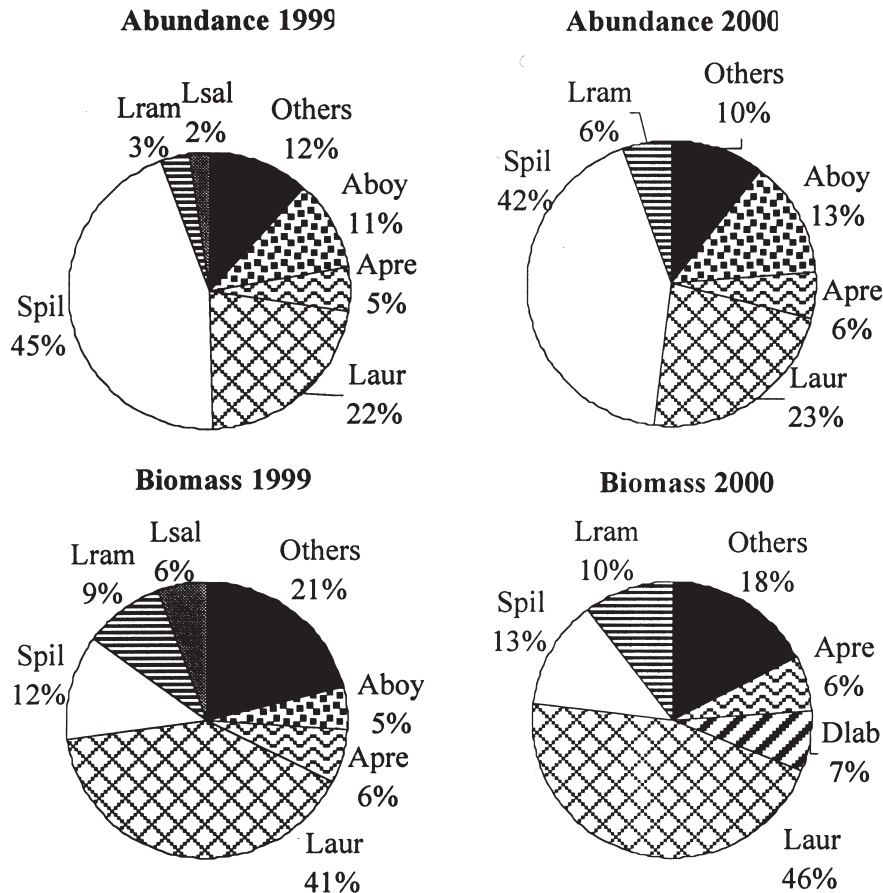 Abundance 1999
Lram
3%
Lsal
2%
Others
12%
Aboy
11%
Apre
5%
Laur
22%
Spil
45%
Abundance 2000
Lram
6%
Others
10%
Aboy
13%
Apre
6%
Laur
23%
Spil
42%
Biomass 1999
Lram
9%
Lsal
6%
Others
21%
Aboy
5%
Apre
6%
Laur
41%
Spil
12%
Biomass 2000
Lram
10%
Others
18%
Apre
6%
Dlab
7%
Laur
46%
Spil
13%